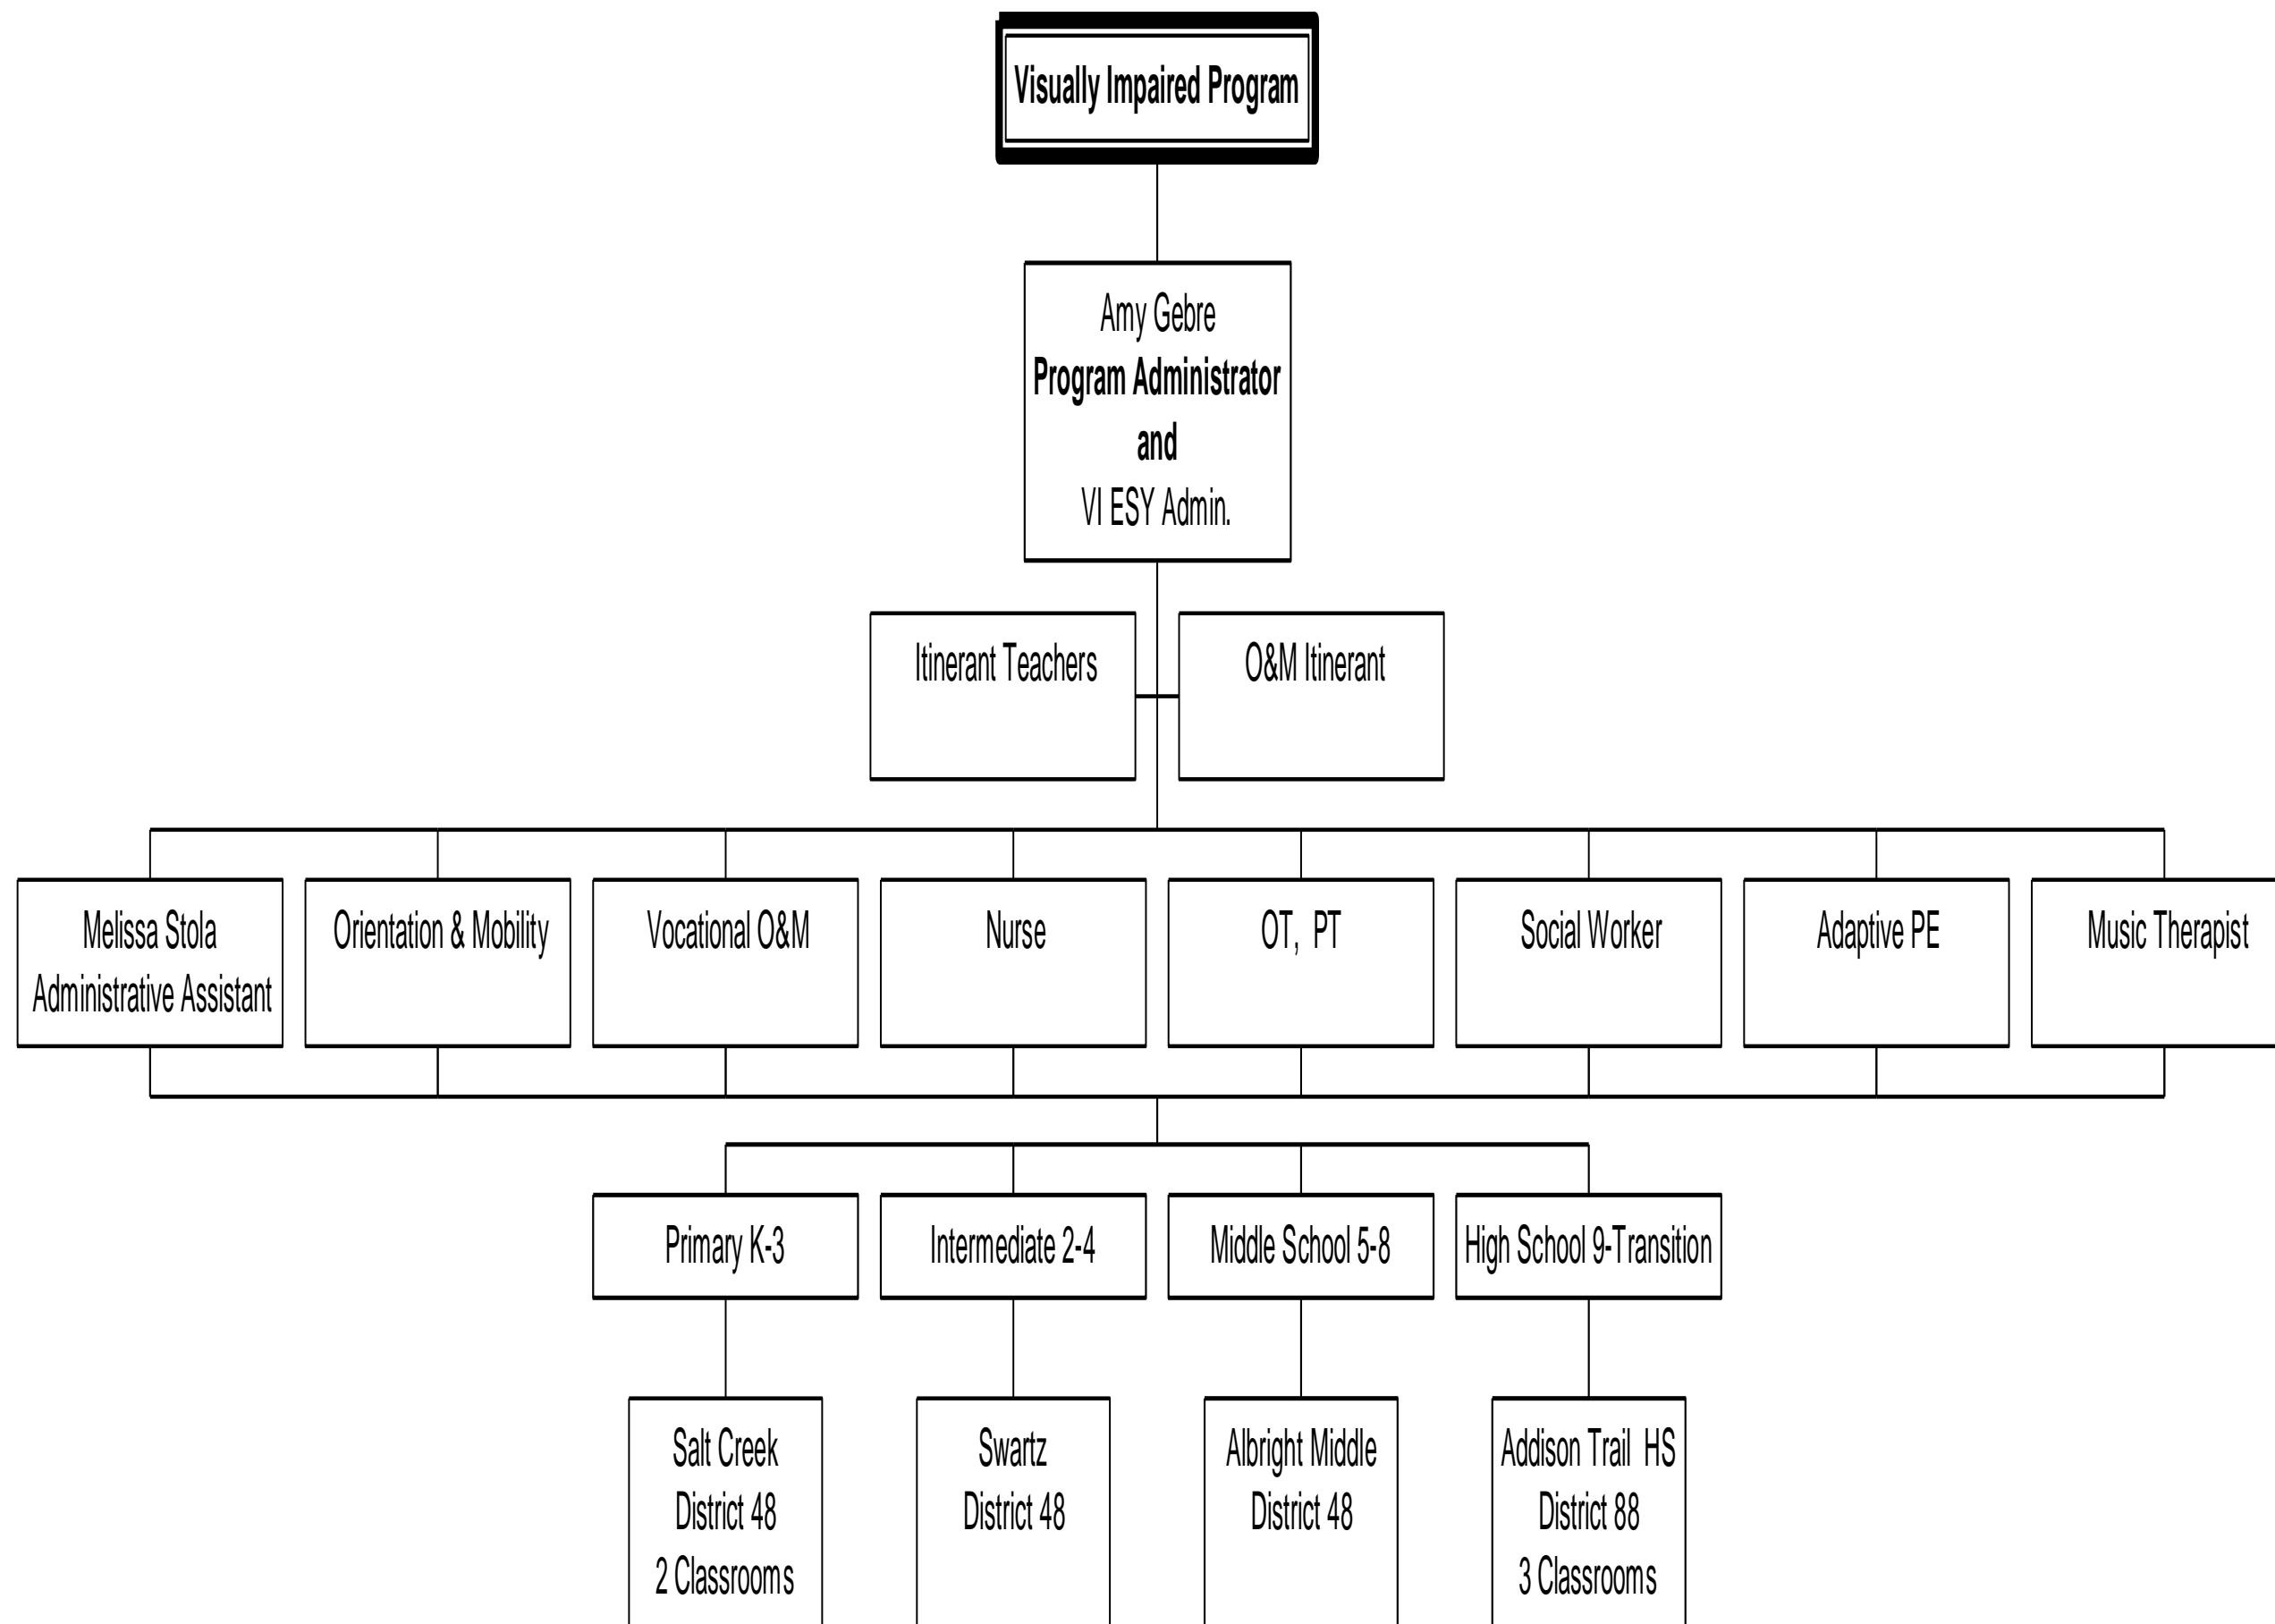 Visually Impaired Program
Amy Gebre
Program Administrator
and
VI ESY Admin.
Itinerant Teachers
O&M Itinerant
Melissa Stola
Administrative Assistant
Orientation & Mobility
Vocational O&M
Nurse
OT, PT
Social Worker
Adaptive PE
Music Therapist
Primary K-3
Intermediate 2-4
Middle School 5-8
High School 9-Transition
Salt Creek
District 48
2 Classrooms
Swartz
District 48
Albright Middle
District 48
Addison Trail HS
District 88
3 Classrooms